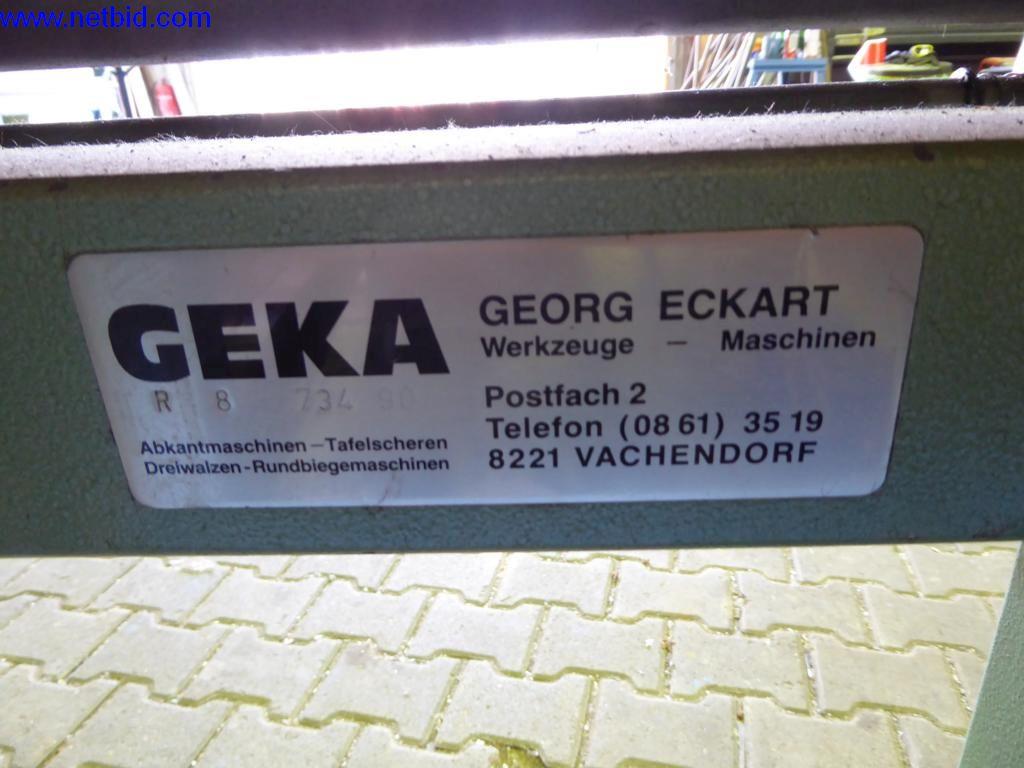 www.netbid.com
GEKA
R 8 734 90
Abkantmaschinen – Tafelscheren
Dreiwalzen-Rundbiegemaschinen
GEORG ECKART
Werkzeuge – Maschinen
Postfach 2
Telefon (08 61) 35 19
8221 VACHENDORF